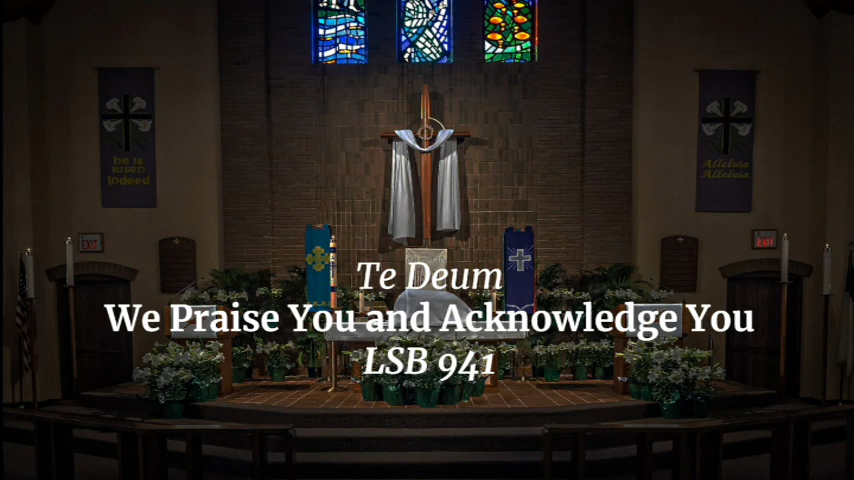 he is
risen
indeed
Alleluia
Alleluia
EXIT
EXIT
Te Deum
We Praise You and Acknowledge You
LSB 941